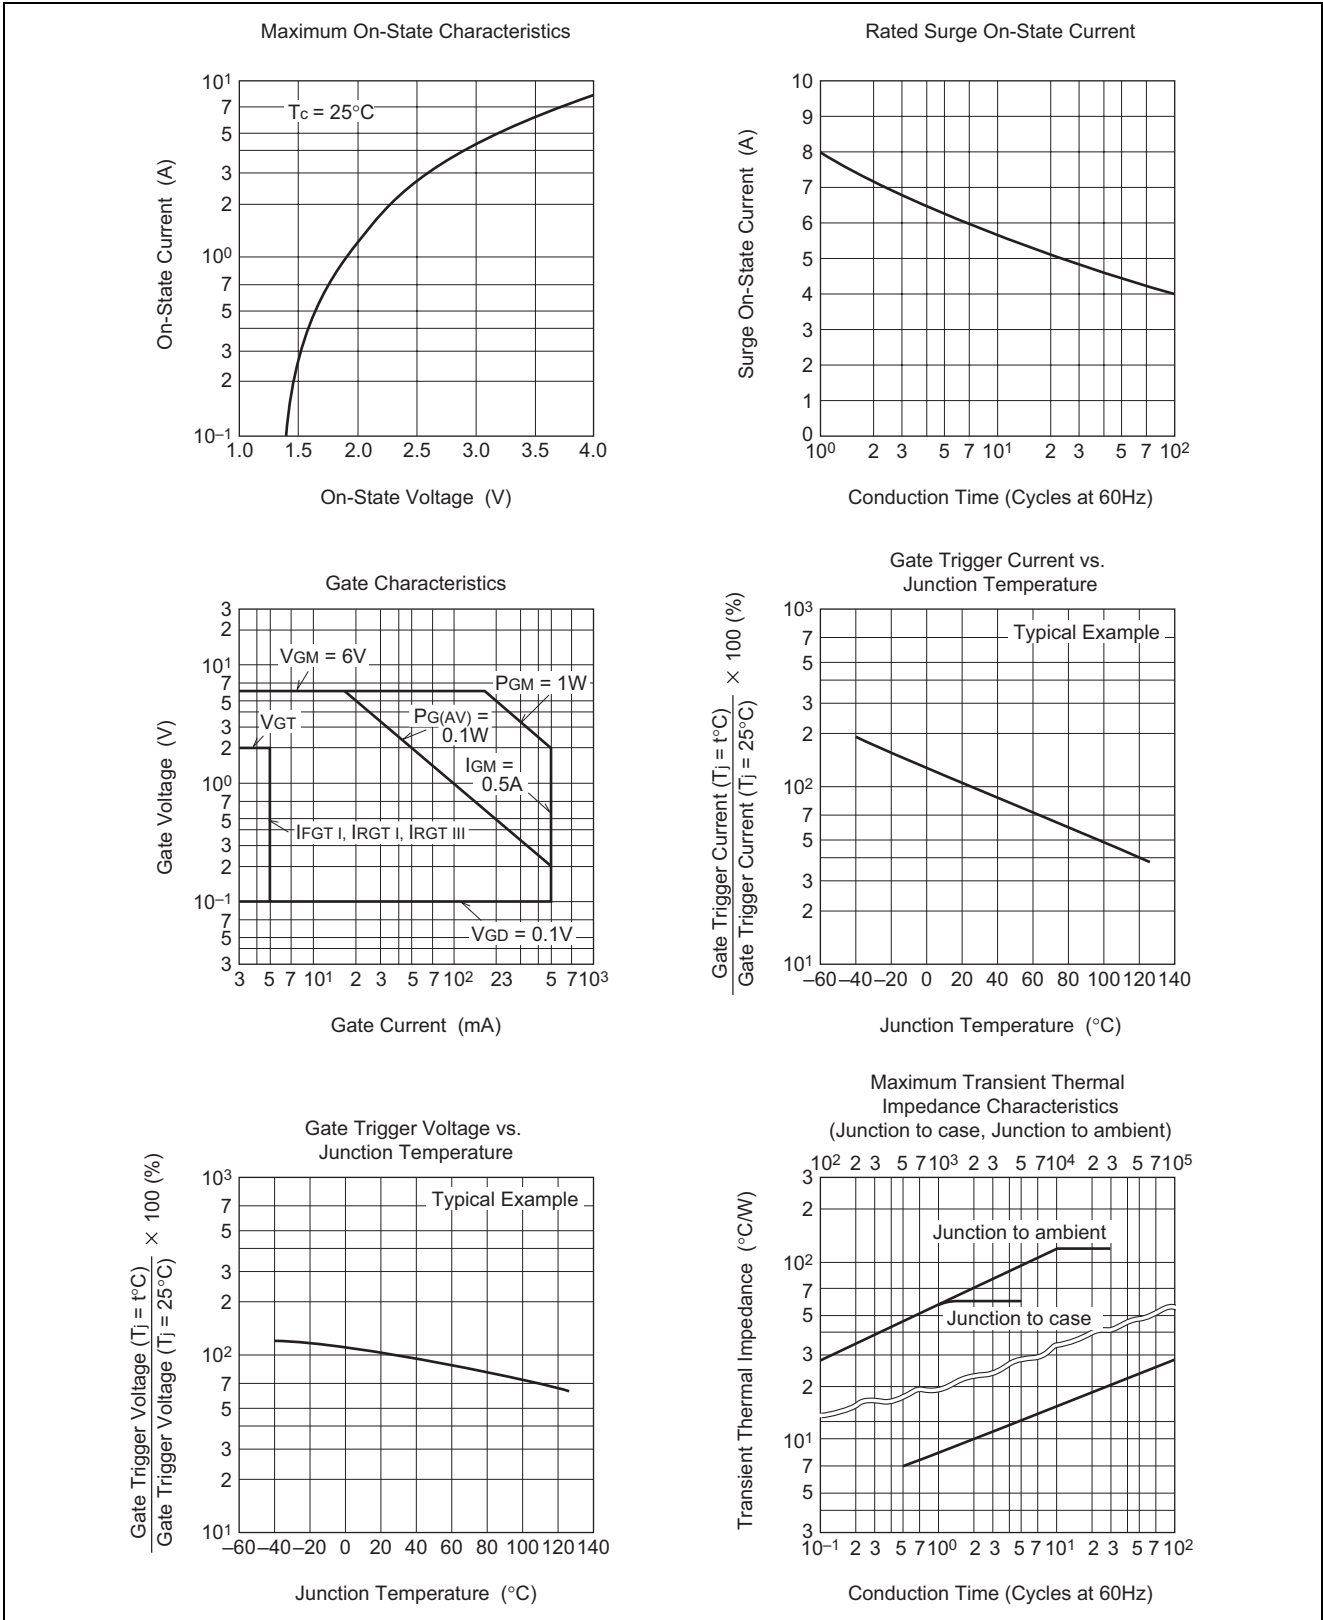 Maximum On-State Characteristics
10¹
7
5
3
2
10⁰
7
5
3
2
10–1
Tc = 25°C
On-State Current (A)
1.0 1.5 2.0 2.5 3.0 3.5 4.0
On-State Voltage (V)
Rated Surge On-State Current
10
9
8
7
6
5
4
3
2
1
0
Surge On-State Current (A)
10⁰ 2 3 5 7 10¹ 2 3 5 7 10²
Conduction Time (Cycles at 60Hz)
Gate Characteristics
3
2
10¹
7
5
3
2
10⁰
7
5
3
2
10–1
7
5
3
VGM = 6V
PGM = 1W
VGT
PG(AV) =
0.1W
IGM =
0.5A
IFGT I, IRGT I, IRGT III
VGD = 0.1V
Gate Voltage (V)
3 5 7 10¹ 2 3 5 7 10² 23 5 7 10³
Gate Current (mA)
Gate Trigger Current vs.
Junction Temperature
10³
7
5
3
2
10²
7
5
3
2
10¹
Typical Example
Gate Trigger Current (Tj = t°C)
Gate Trigger Current (Tj = 25°C)
× 100 (%)
–60 –40 –20 0 20 40 60 80 100 120 140
Junction Temperature (°C)
Gate Trigger Voltage vs.
Junction Temperature
10³
7
5
3
2
10²
7
5
3
2
10¹
Typical Example
Gate Trigger Voltage (Tj = t°C)
Gate Trigger Voltage (Tj = 25°C)
× 100 (%)
–60 –40 –20 0 20 40 60 80 100 120 140
Junction Temperature (°C)
Maximum Transient Thermal
Impedance Characteristics
(Junction to case, Junction to ambient)
10² 2 3 5 7 10³ 2 3 5 7 10⁴ 2 3 5 7 10⁵
3
2
10²
7
5
3
2
10¹
7
5
3
Junction to ambient
Junction to case
Transient Thermal Impedance (°C/W)
10–1 2 3 5 7 10⁰ 2 3 5 7 10¹ 2 3 5 7 10²
Conduction Time (Cycles at 60Hz)